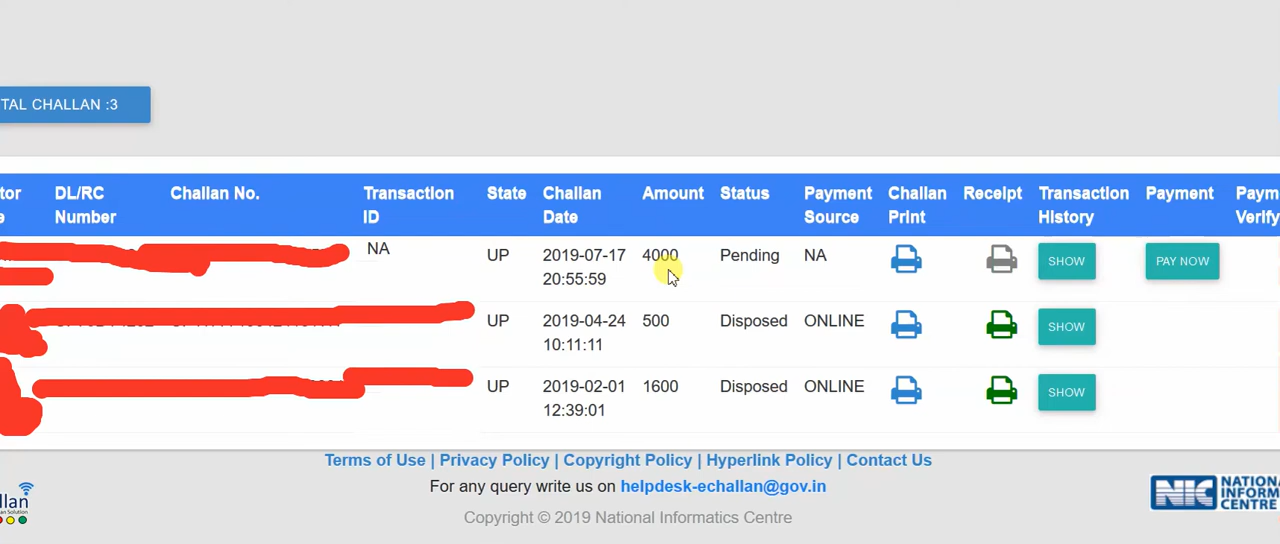 TAL CHALLAN :3
tor DL/RC Challan No. Transaction State Challan Amount Status Payment Challan Receipt Transaction Payment Paym
e Number ID Date Source Print History Verify
NA UP 2019-07-17 4000 Pending NA SHOW PAY NOW
20:55:59
UP 2019-04-24 500 Disposed ONLINE SHOW
10:11:11
UP 2019-02-01 1600 Disposed ONLINE SHOW
12:39:01
Terms of Use | Privacy Policy | Copyright Policy | Hyperlink Policy | Contact Us
For any query write us on helpdesk-echallan@gov.in
Copyright © 2019 National Informatics Centre
llan
NIC NATIONA
INFORM
CENTRE